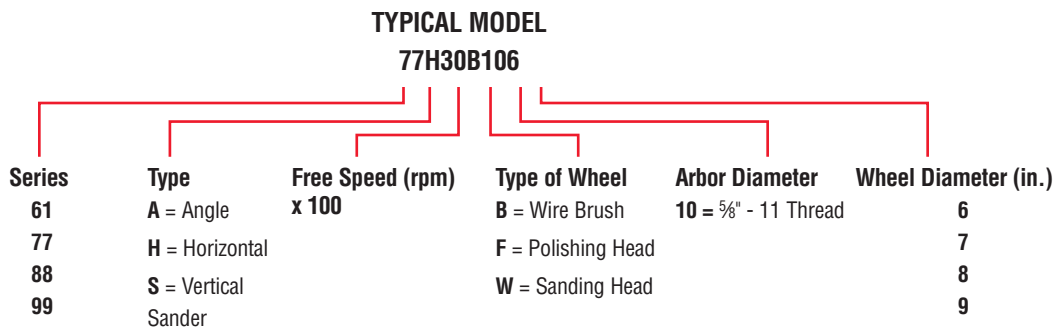 TYPICAL MODEL
77H30B106
Series
61
77
88
99
Type
A = Angle
H = Horizontal
S = Vertical
Sander
Free Speed (rpm)
x 100
Type of Wheel
B = Wire Brush
F = Polishing Head
W = Sanding Head
Arbor Diameter
10 = ⅝" - 11 Thread
Wheel Diameter (in.)
6
7
8
9